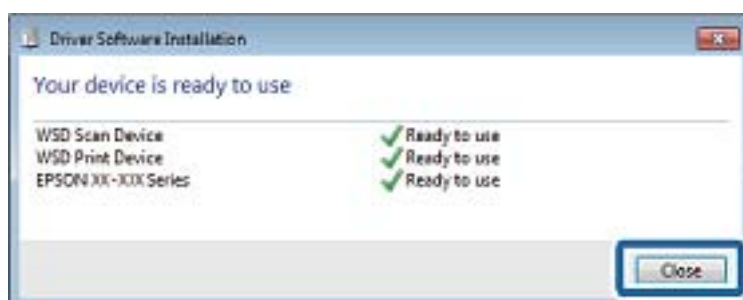 Driver Software Installation
Your device is ready to use
WSD Scan Device Ready to use
WSD Print Device Ready to use
EPSON XX-XXX Series Ready to use
Close